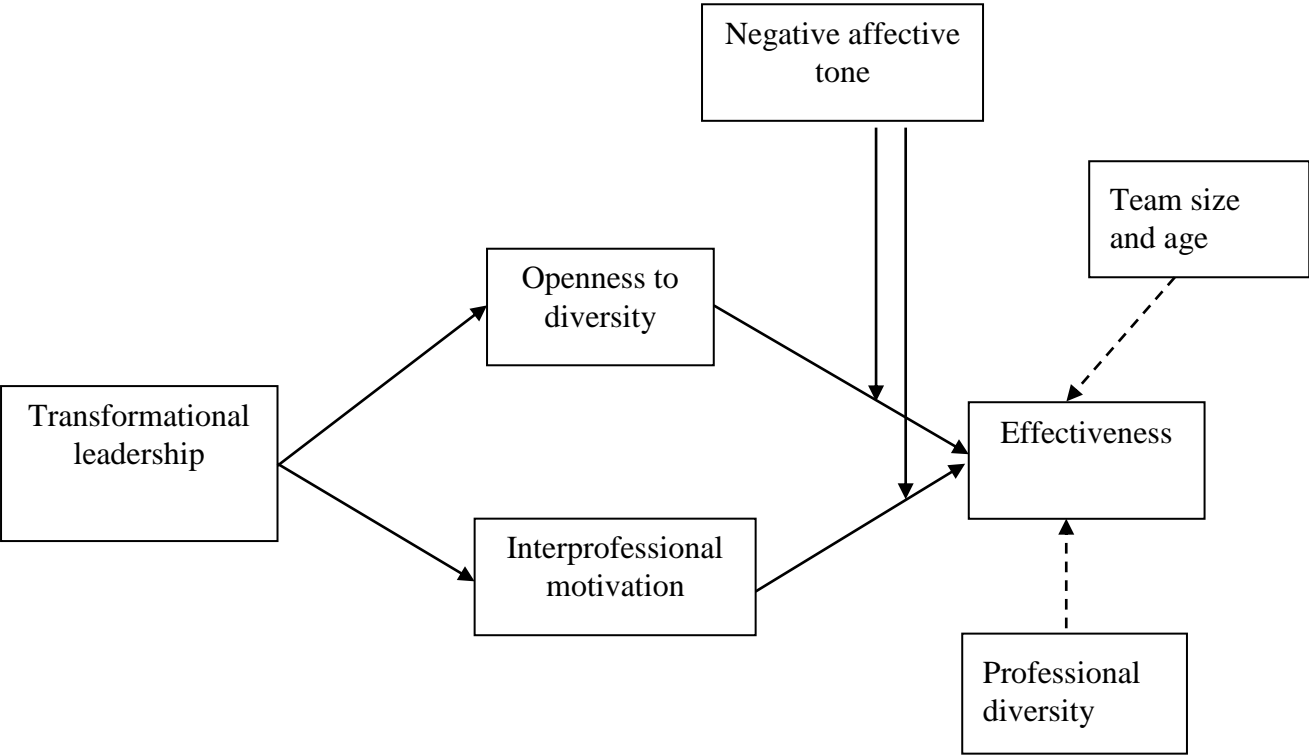 Negative affective
tone
Team size
and age
Openness to
diversity
Transformational
leadership
Effectiveness
Interprofessional
motivation
Professional
diversity